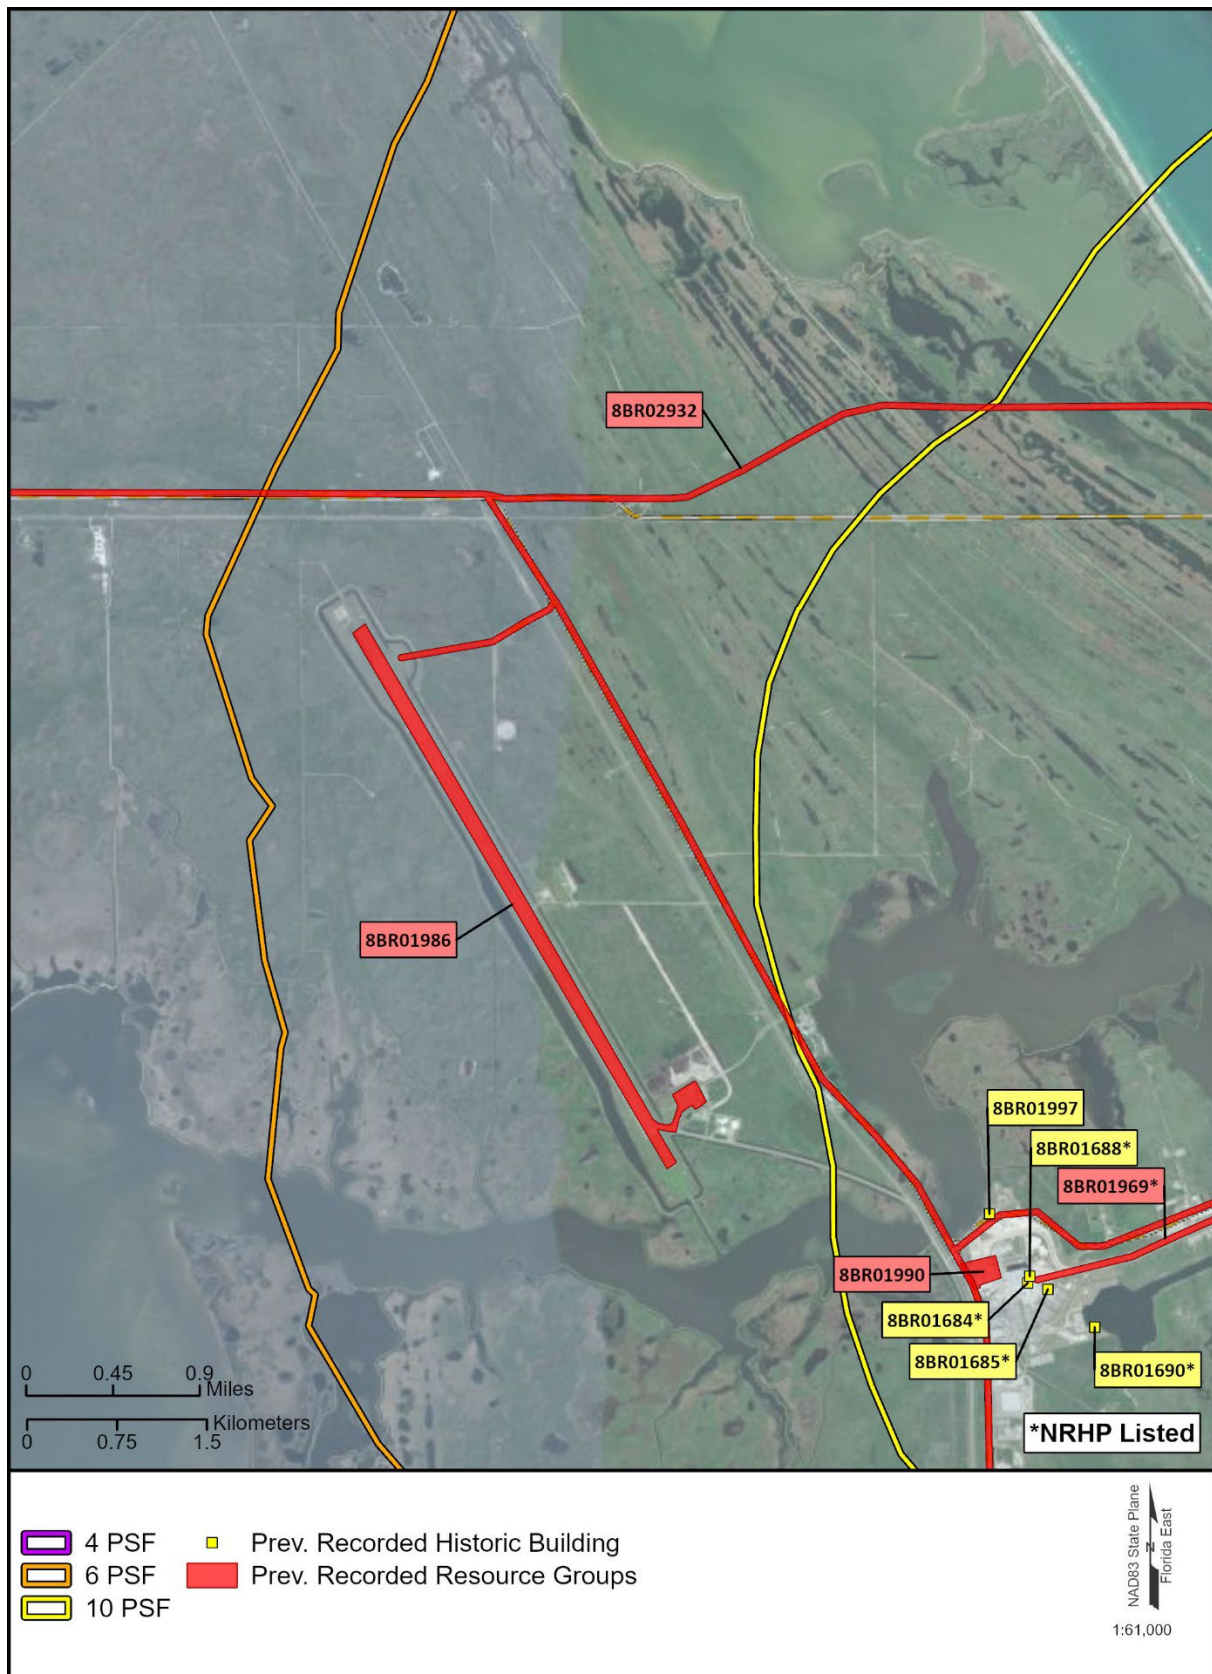 8BR02932
8BR01986
8BR01997
8BR01688*
8BR01969*
8BR01990
8BR01684*
8BR01685*
8BR01690*
0 0.45 0.9
Miles
Kilometers
0 0.75 1.5
*NRHP Listed
4 PSF
6 PSF
10 PSF
Prev. Recorded Historic Building
Prev. Recorded Resource Groups
NAD83 State Plane
Florida East
N
1:61,000